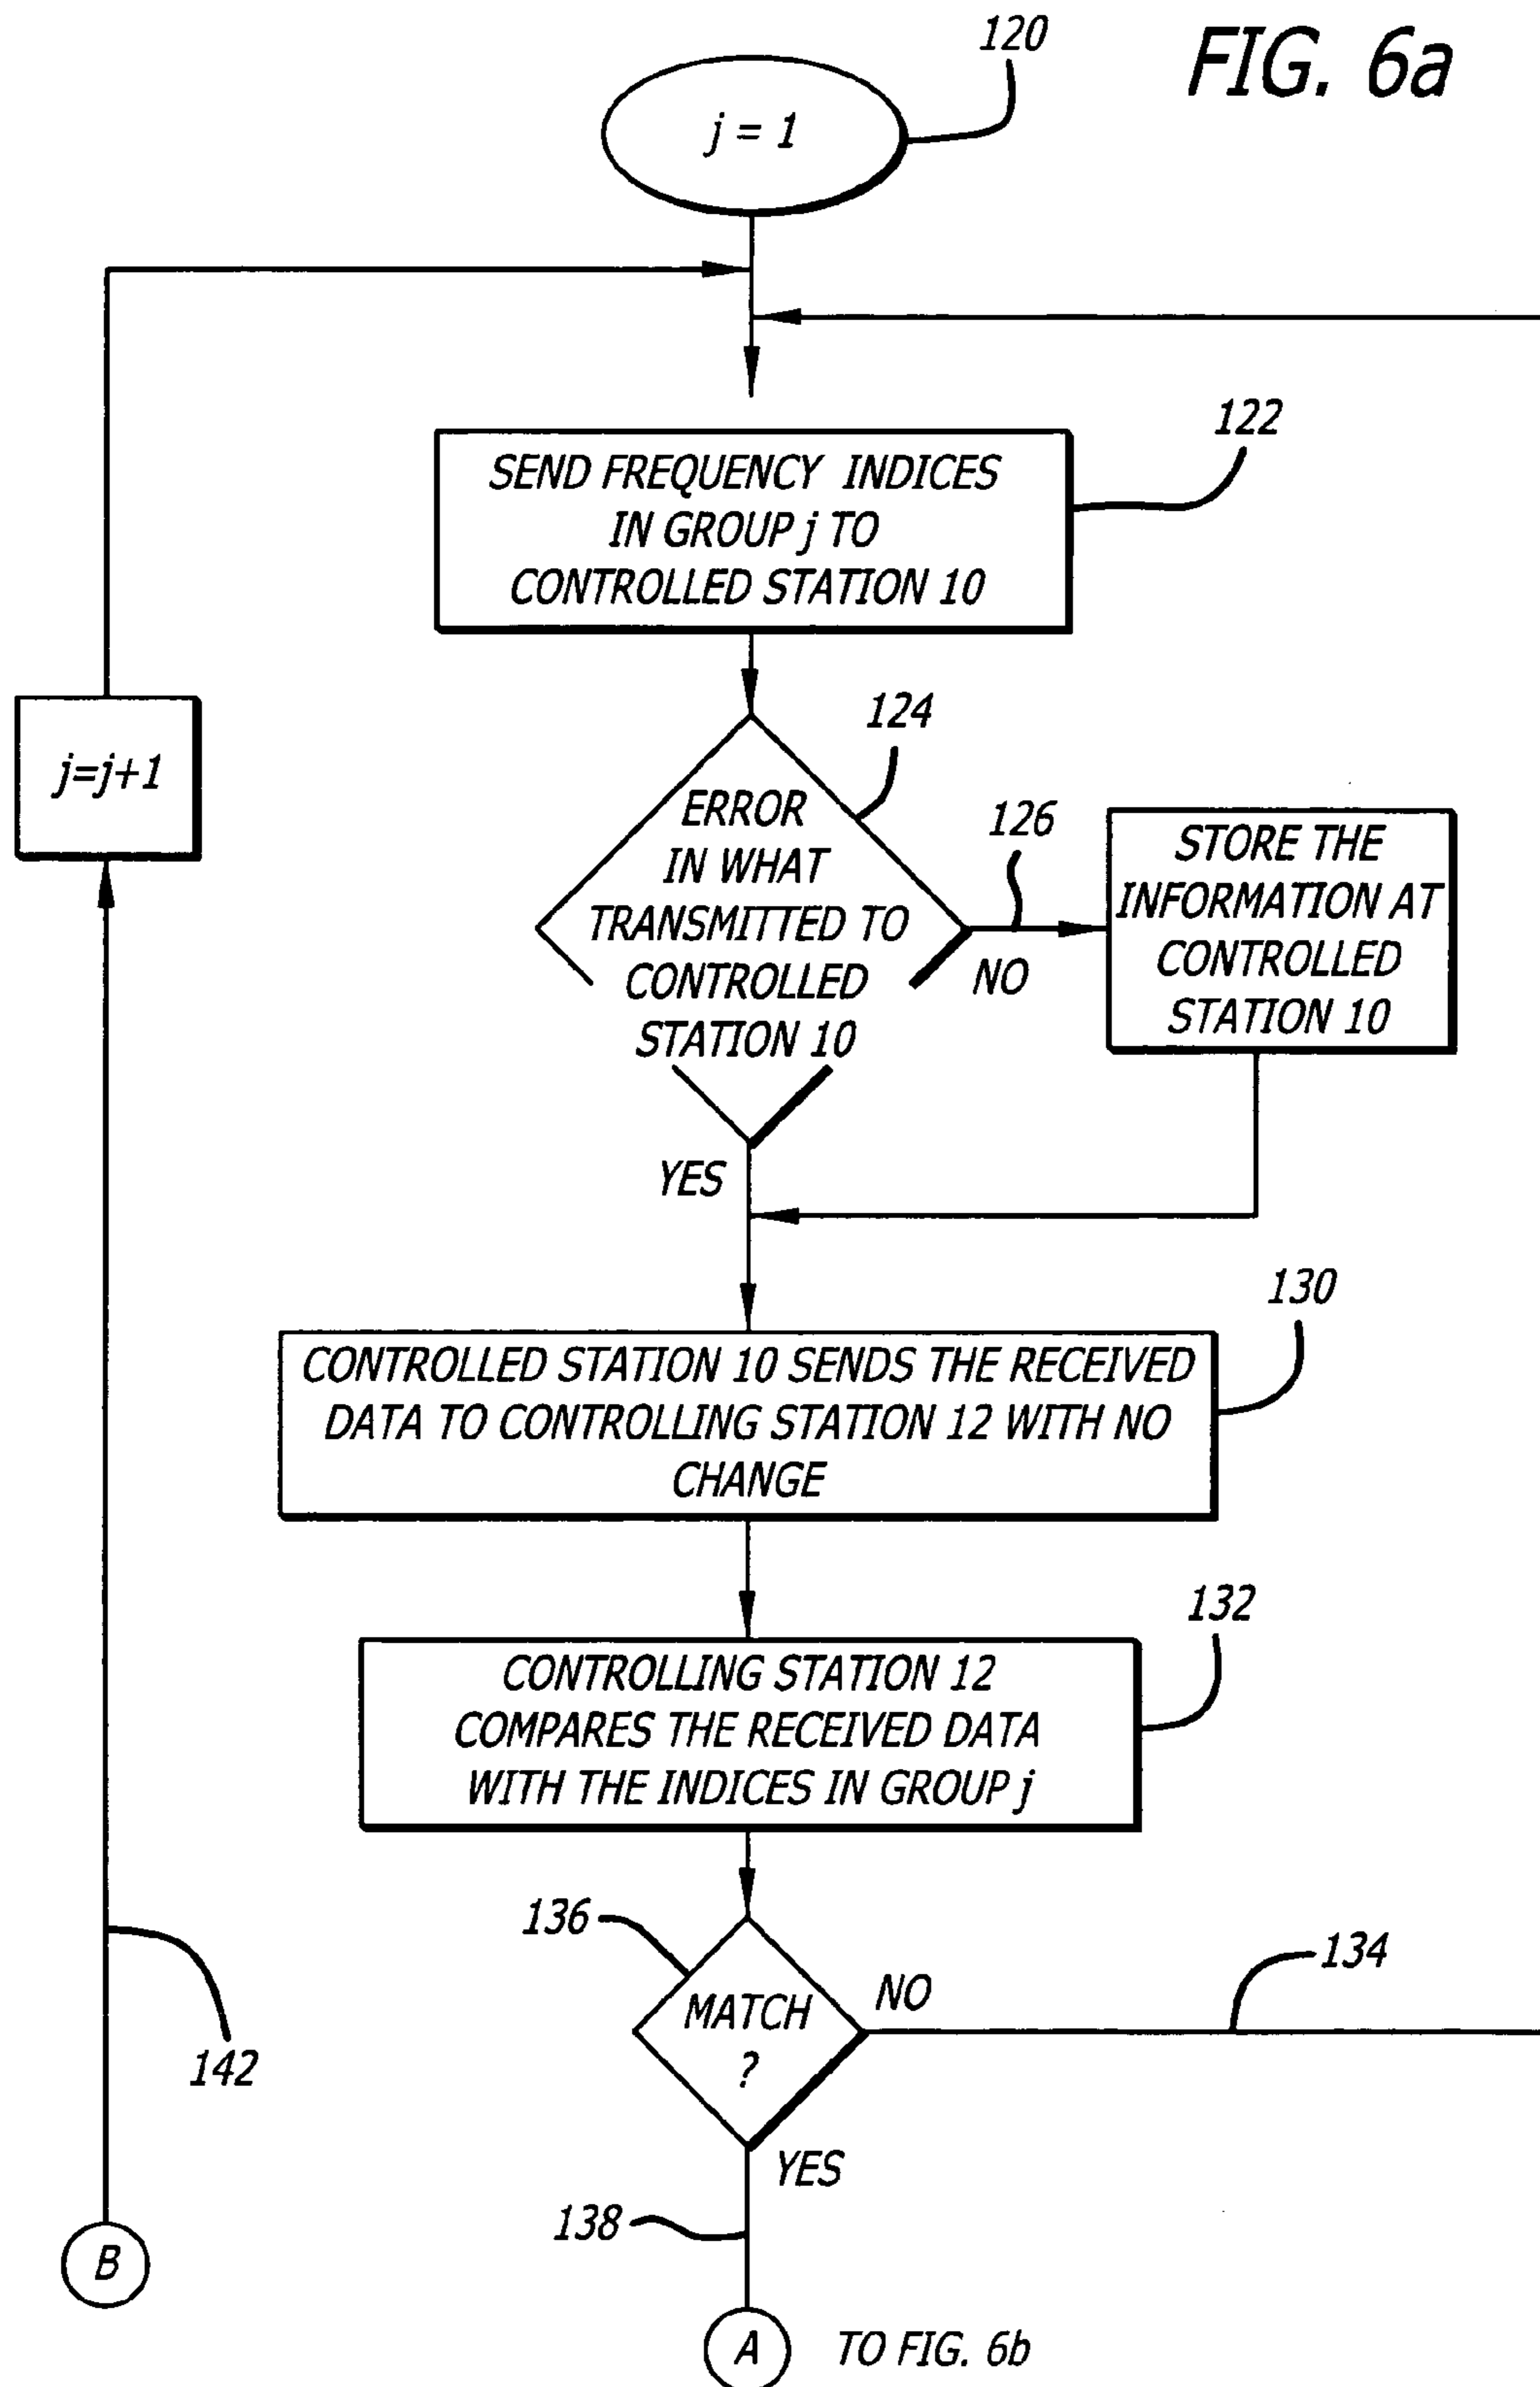 FIG. 6a
120
j = 1
122
SEND FREQUENCY INDICES
IN GROUP j TO
CONTROLLED STATION 10
124
j=j+1
ERROR
IN WHAT
TRANSMITTED TO
CONTROLLED
STATION 10
126
NO
STORE THE
INFORMATION AT
CONTROLLED
STATION 10
YES
130
CONTROLLED STATION 10 SENDS THE RECEIVED
DATA TO CONTROLLING STATION 12 WITH NO
CHANGE
132
CONTROLLING STATION 12
COMPARES THE RECEIVED DATA
WITH THE INDICES IN GROUP j
136
MATCH
?
NO
134
142
YES
138
B
A
TO FIG. 6b